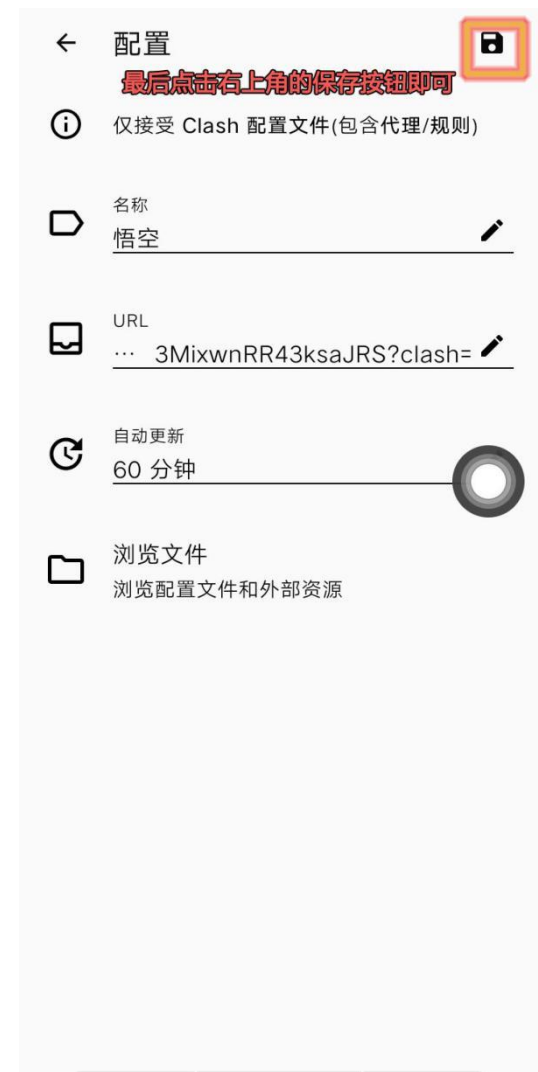 配置
最后点击右上角的保存按钮即可
仅接受 Clash 配置文件(包含代理/规则)
名称
悟空
URL
… 3MixwnRR43ksaJRS?clash=
自动更新
60 分钟
浏览文件
浏览配置文件和外部资源